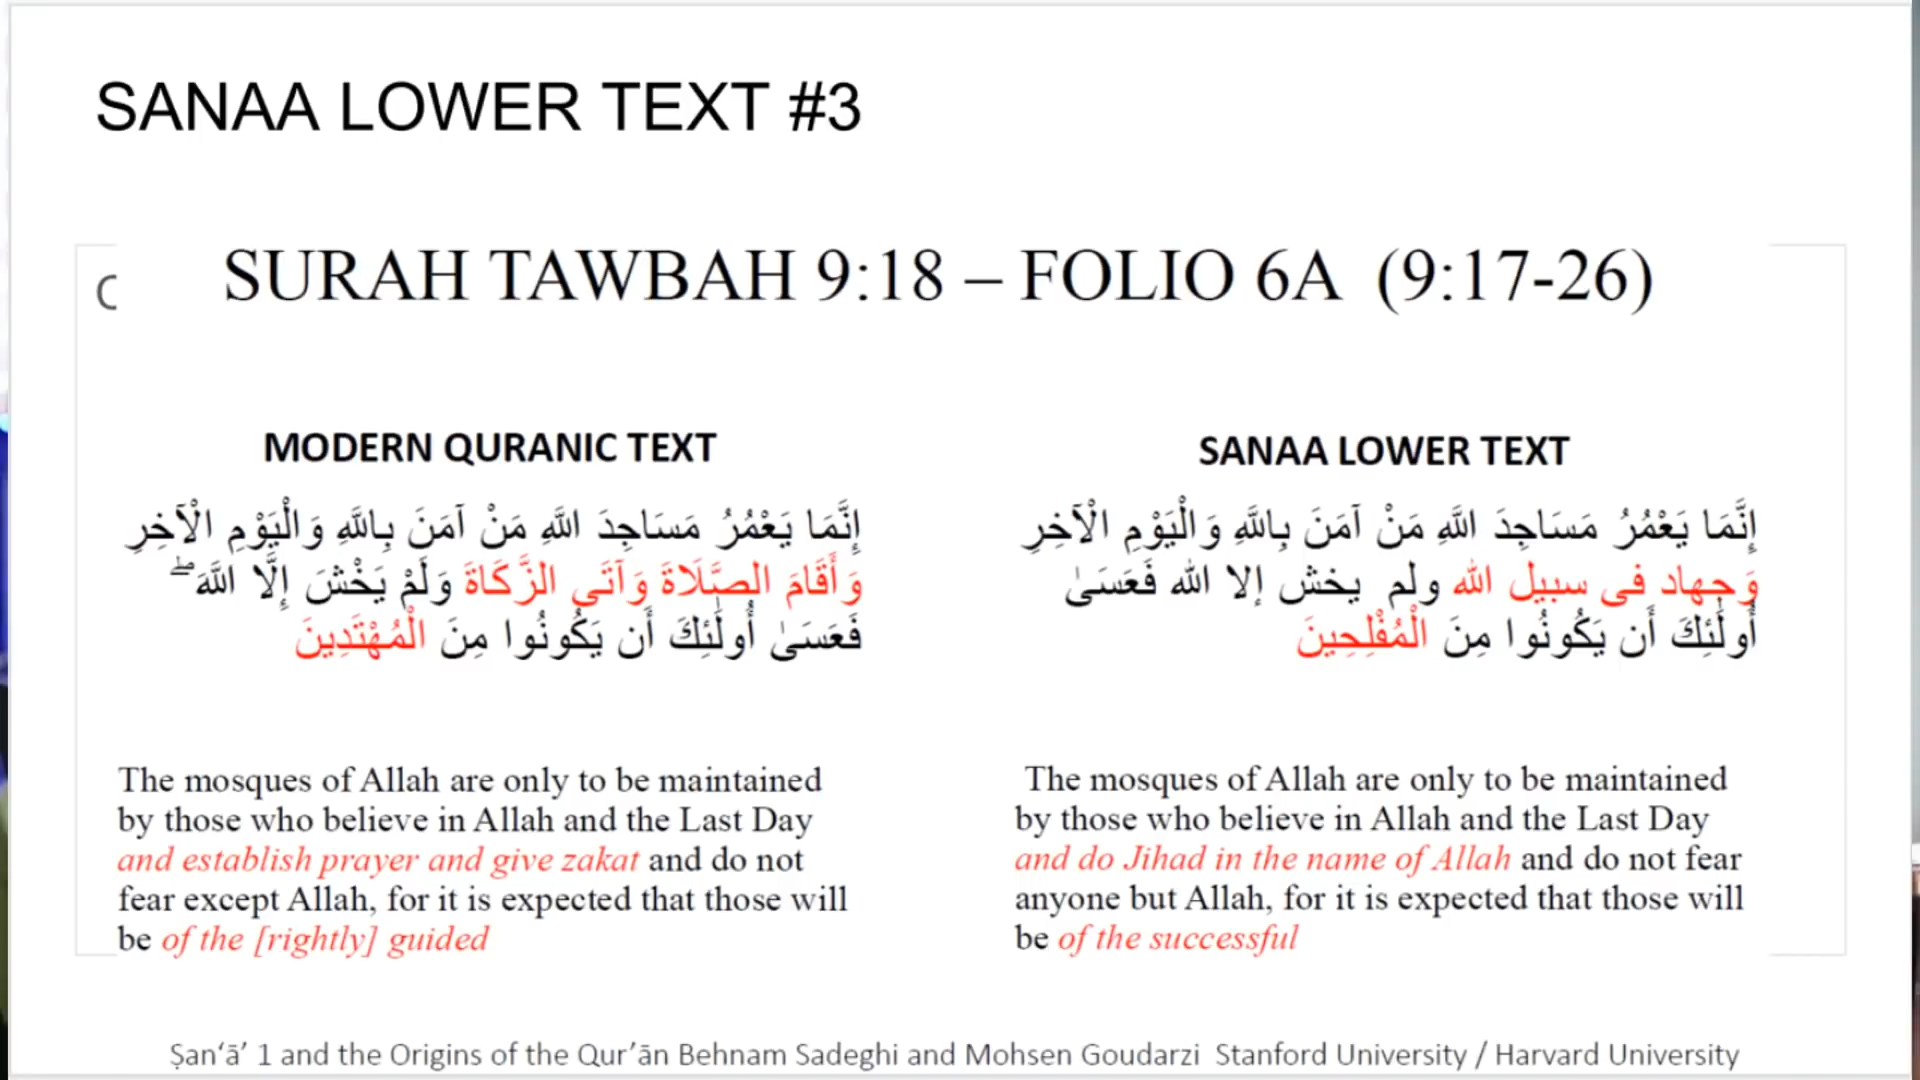 SANAA LOWER TEXT #3
C
SURAH TAWBAH 9:18 – FOLIO 6A (9:17-26)
MODERN QURANIC TEXT
إِنَّمَا يَعْمُرُ مَسَاجِدَ اللَّهِ مَنْ آمَنَ بِاللَّهِ وَالْيَوْمِ الْآخِرِ
وَأَقَامَ الصَّلَاةَ وَآتَى الزَّكَاةَ وَلَمْ يَخْشَ إِلَّا اللَّهَ ۖ
فَعَسَىٰ أُولَٰئِكَ أَن يَكُونُوا مِنَ الْمُهْتَدِينَ
The mosques of Allah are only to be maintained
by those who believe in Allah and the Last Day
and establish prayer and give zakat and do not
fear except Allah, for it is expected that those will
be of the [rightly] guided
SANAA LOWER TEXT
إِنَّمَا يَعْمُرُ مَسَاجِدَ اللَّهِ مَنْ آمَنَ بِاللَّهِ وَالْيَوْمِ الْآخِرِ
وَجهاد فى سبيل الله ولم يخش إلا الله فَعَسَىٰ
أُولَٰئِكَ أَن يَكُونُوا مِنَ الْمُفْلِحِينَ
The mosques of Allah are only to be maintained
by those who believe in Allah and the Last Day
and do Jihad in the name of Allah and do not fear
anyone but Allah, for it is expected that those will
be of the successful
Ṣan‘ā’ 1 and the Origins of the Qur’ān Behnam Sadeghi and Mohsen Goudarzi Stanford University / Harvard University